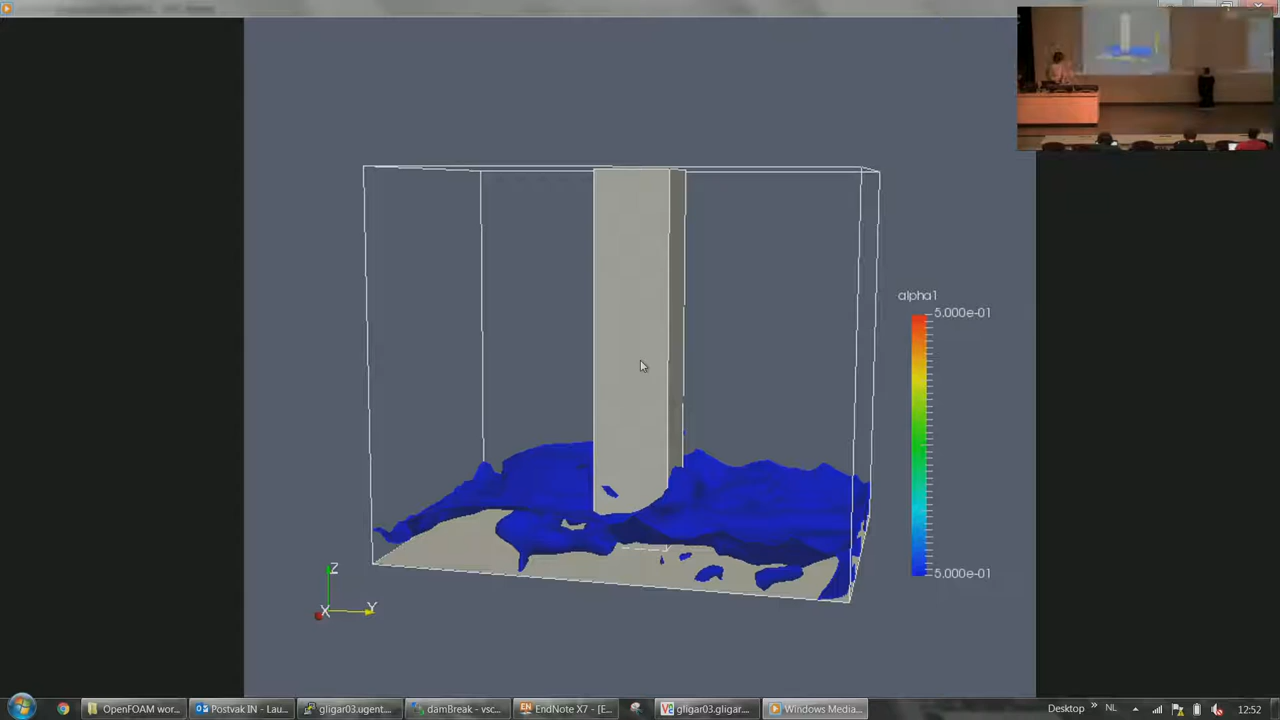 alpha1
5.000e-01
5.000e-01
Z
X
Y
OpenFOAM wor...
Postvak IN - Lau...
gligar03.ugent...
damBreak - vsc...
EndNote X7 - [E...
gligar03.gligar...
Windows Media...
Desktop
NL
12:52